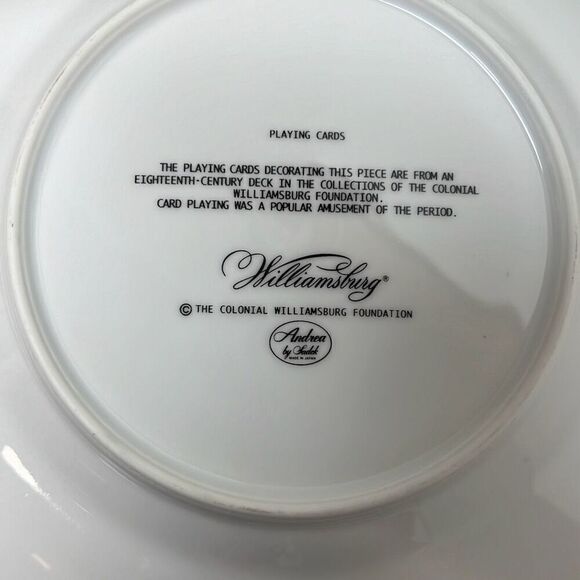 PLAYING CARDS
THE PLAYING CARDS DECORATING THIS PIECE ARE FROM AN
EIGHTEENTH-CENTURY DECK IN THE COLLECTIONS OF THE COLONIAL
WILLIAMSBURG FOUNDATION.
CARD PLAYING WAS A POPULAR AMUSEMENT OF THE PERIOD.
Williamsburg®
© THE COLONIAL WILLIAMSBURG FOUNDATION
Andrea
by Sadek
MADE IN JAPAN